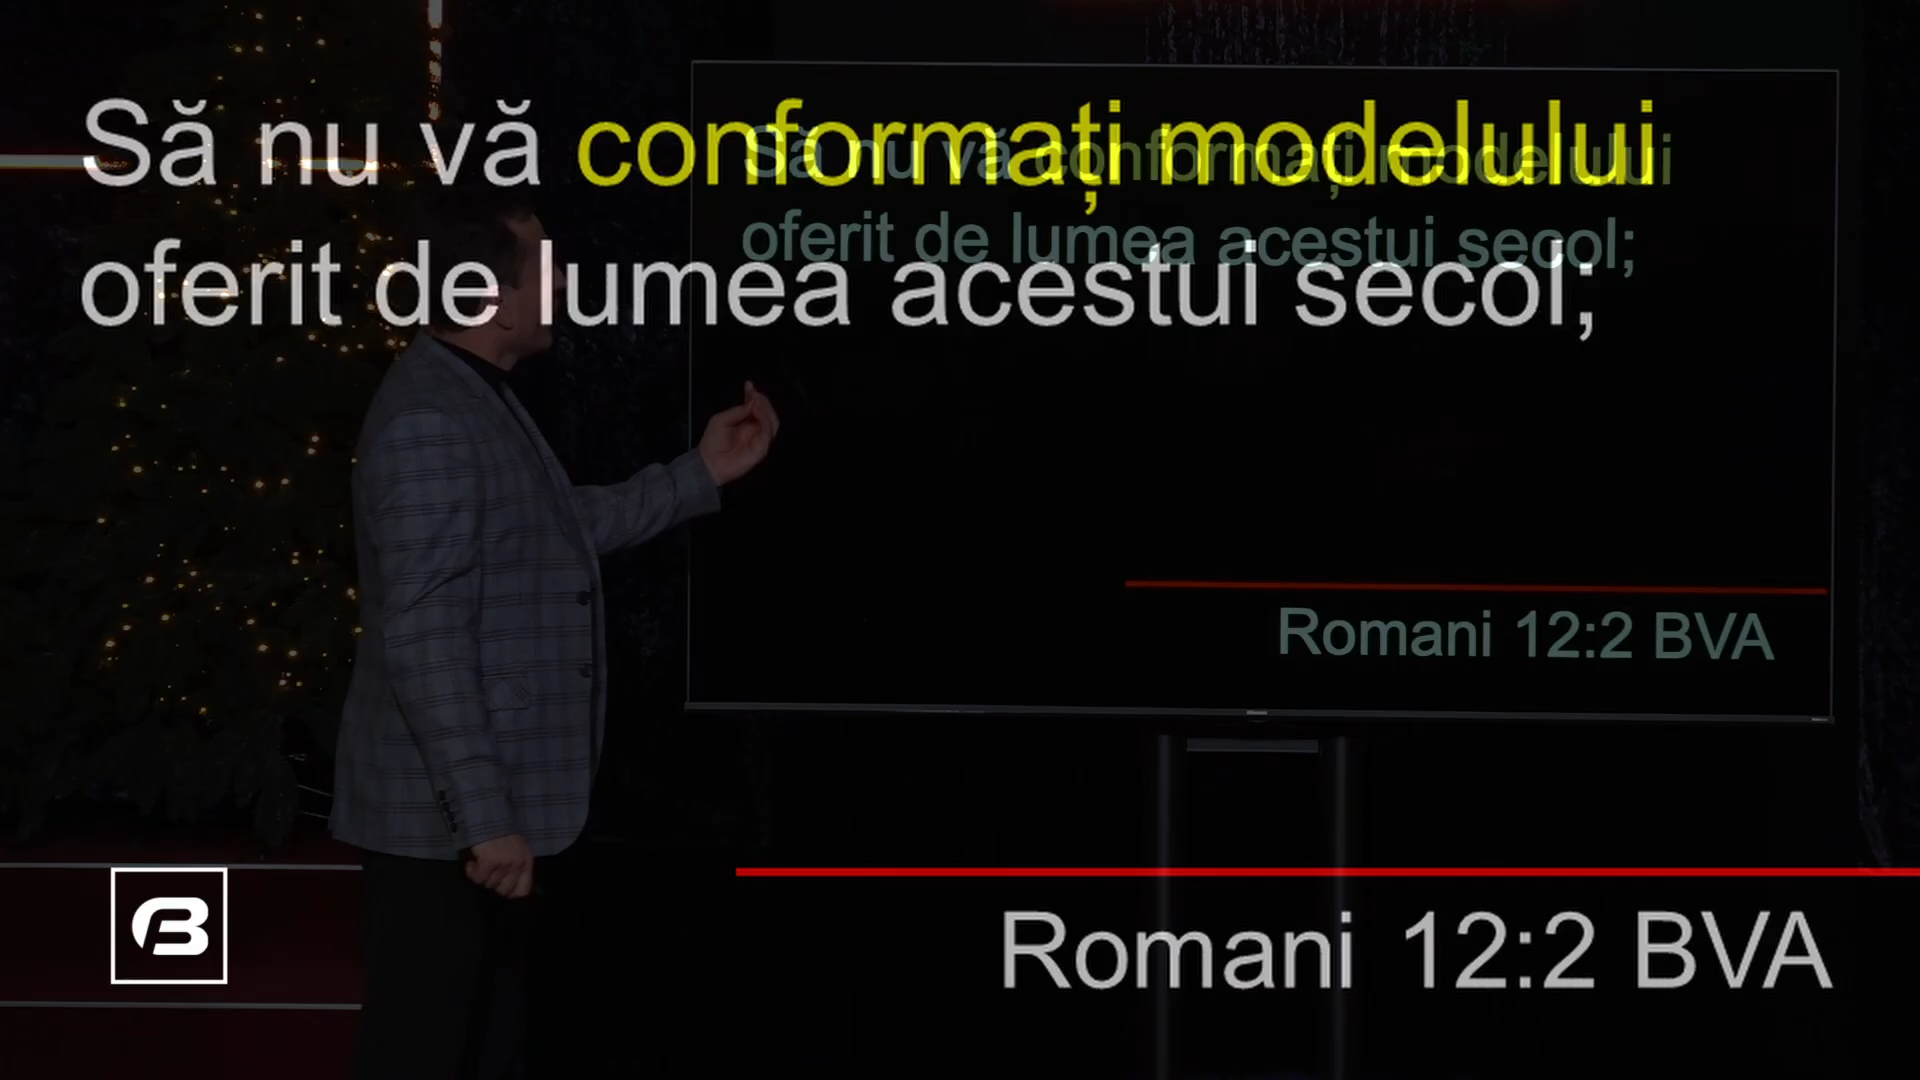 Să nu vă conformați modelului
oferit de lumea acestui secol;
Romani 12:2 BVA
Să nu vă conformați modelului
oferit de lumea acestui secol;
Romani 12:2 BVA
B